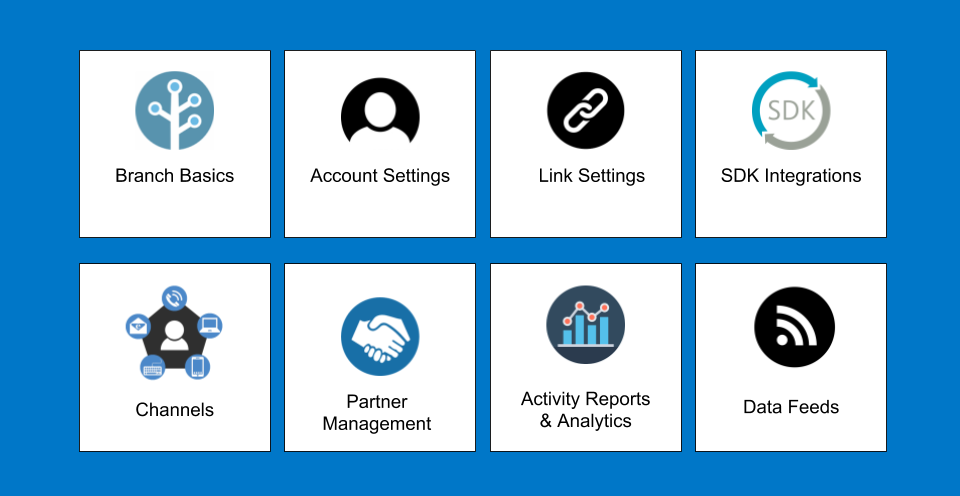 SDK
Branch Basics
Account Settings
Link Settings
SDK Integrations
Channels
Partner
Management
Activity Reports
& Analytics
Data Feeds